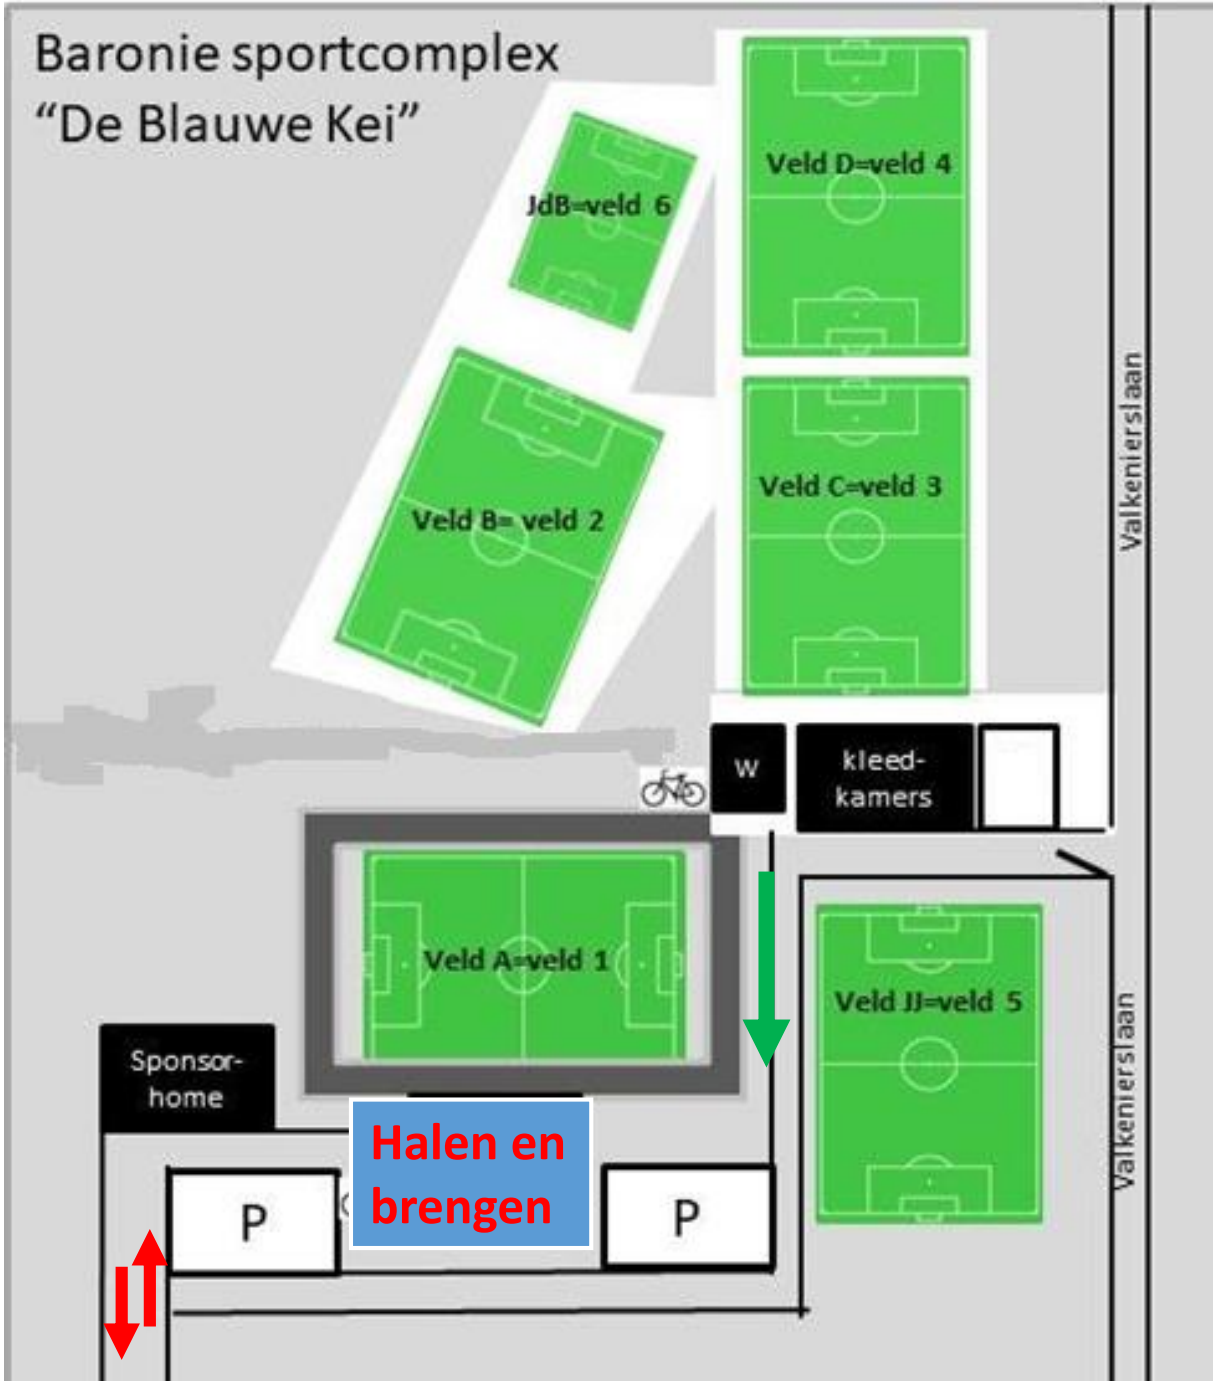 Baronie sportcomplex
“De Blauwe Kei”
Veld D=veld 4
JdB=veld 6
Veld C=veld 3
Veld B= veld 2
Valkenierslaan
W
kleed-
kamers
Veld A=veld 1
Veld JJ=veld 5
Valkenierslaan
Sponsor-
home
Halen en
brengen
P
P